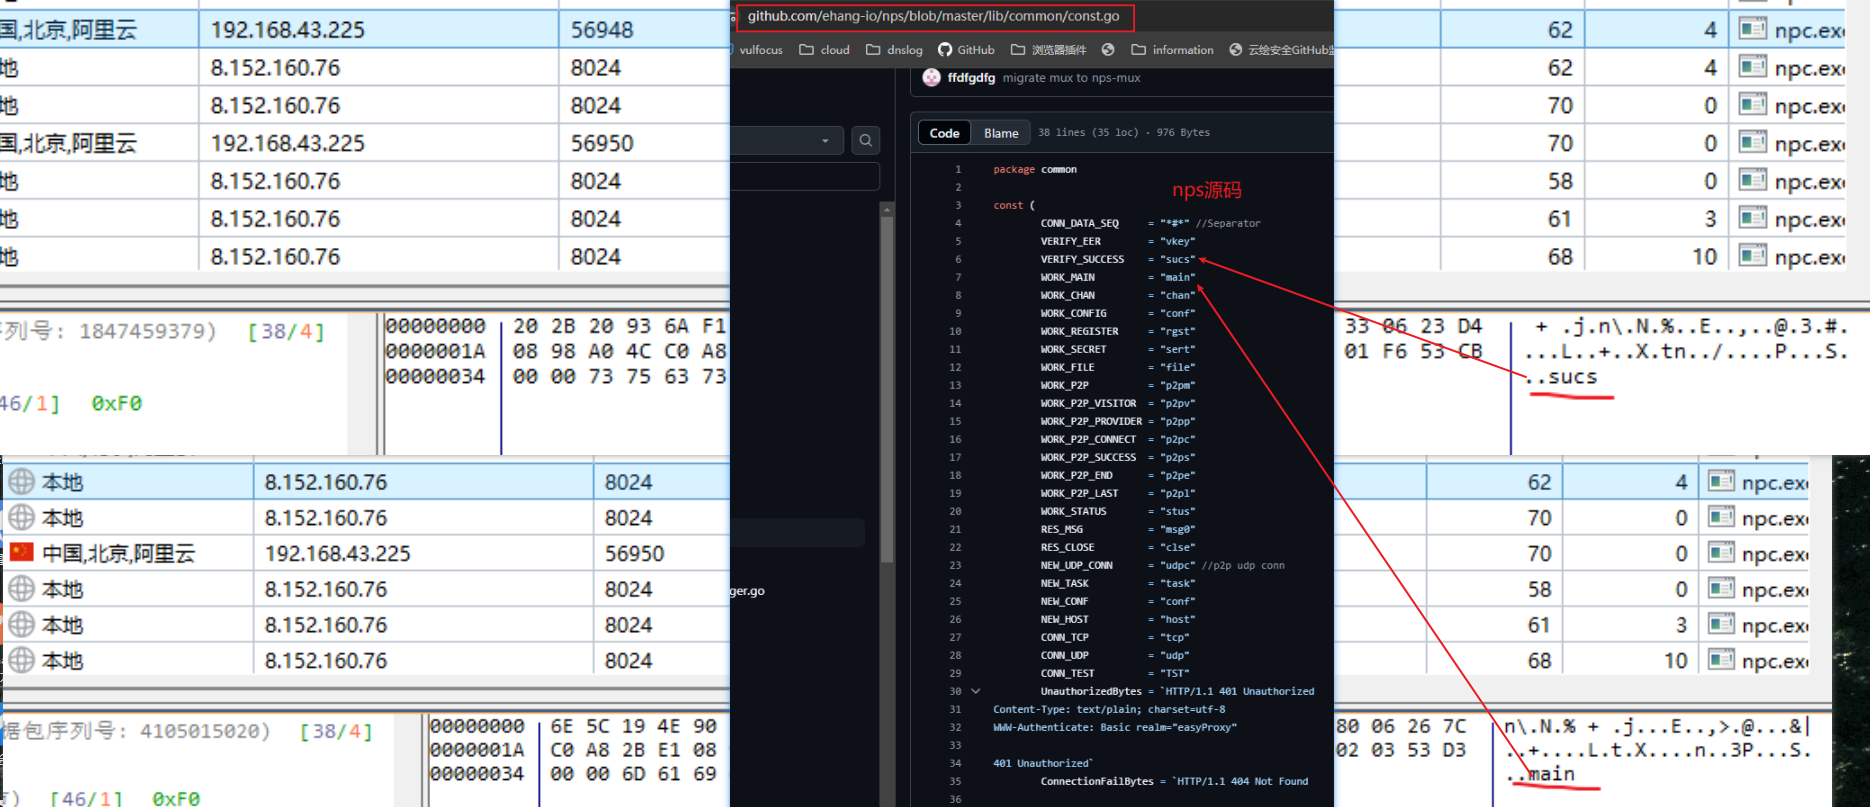 国,北京,阿里云 192.168.43.225 56948
地 8.152.160.76 8024
地 8.152.160.76 8024
国,北京,阿里云 192.168.43.225 56950
地 8.152.160.76 8024
地 8.152.160.76 8024
地 8.152.160.76 8024
序列号: 1847459379) [38/4]
46/1] 0xF0
00000000 20 2B 20 93 6A F1
0000001A 08 98 A0 4C C0 A8
00000034 00 00 73 75 63 73
本地 8.152.160.76 8024
本地 8.152.160.76 8024
中国,北京,阿里云 192.168.43.225 56950
本地 8.152.160.76 8024
本地 8.152.160.76 8024
本地 8.152.160.76 8024
据包序列号: 4105015020) [38/4]
[46/1] 0xF0
00000000 6E 5C 19 4E 90
0000001A C0 A8 2B E1 08
00000034 00 00 6D 61 69
github.com/ehang-io/nps/blob/master/lib/common/const.go
vulfocus cloud dnslog GitHub 浏览器插件 information 云绘安全GitHub
ffdfgdfg migrate mux to nps-mux
Code Blame 38 lines (35 loc) · 976 Bytes
ger.go
nps源码
1 package common
2
3 const (
4 CONN_DATA_SEQ = "*#*" //Separator
5 VERIFY_EER = "vkey"
6 VERIFY_SUCCESS = "sucs"
7 WORK_MAIN = "main"
8 WORK_CHAN = "chan"
9 WORK_CONFIG = "conf"
10 WORK_REGISTER = "rgst"
11 WORK_SECRET = "sert"
12 WORK_FILE = "file"
13 WORK_P2P = "p2pm"
14 WORK_P2P_VISITOR = "p2pv"
15 WORK_P2P_PROVIDER = "p2pp"
16 WORK_P2P_CONNECT = "p2pc"
17 WORK_P2P_SUCCESS = "p2ps"
18 WORK_P2P_END = "p2pe"
19 WORK_P2P_LAST = "p2pl"
20 WORK_STATUS = "stus"
21 RES_MSG = "msg0"
22 RES_CLOSE = "clse"
23 NEW_UDP_CONN = "udpc" //p2p udp conn
24 NEW_TASK = "task"
25 NEW_CONF = "conf"
26 NEW_HOST = "host"
27 CONN_TCP = "tcp"
28 CONN_UDP = "udp"
29 CONN_TEST = "TST"
30 UnauthorizedBytes = `HTTP/1.1 401 Unauthorized
31 Content-Type: text/plain; charset=utf-8
32 WWW-Authenticate: Basic realm="easyProxy"
33
34 401 Unauthorized`
35 ConnectionFailBytes = `HTTP/1.1 404 Not Found
36
62 4 npc.ex
62 4 npc.ex
70 0 npc.ex
70 0 npc.ex
58 0 npc.ex
61 3 npc.ex
68 10 npc.ex
33 06 23 D4 + .j.n\.N.%..E..,..@.3.#.
01 F6 53 CB ...L..+..X.tn../....P...S.
..sucs
62 4 npc.ex
70 0 npc.ex
70 0 npc.ex
58 0 npc.ex
61 3 npc.ex
68 10 npc.ex
80 06 26 7C n\.N.% + .j...E..,>.@...&|
02 03 53 D3 ..+....L.t.X....n..3P...S.
..main